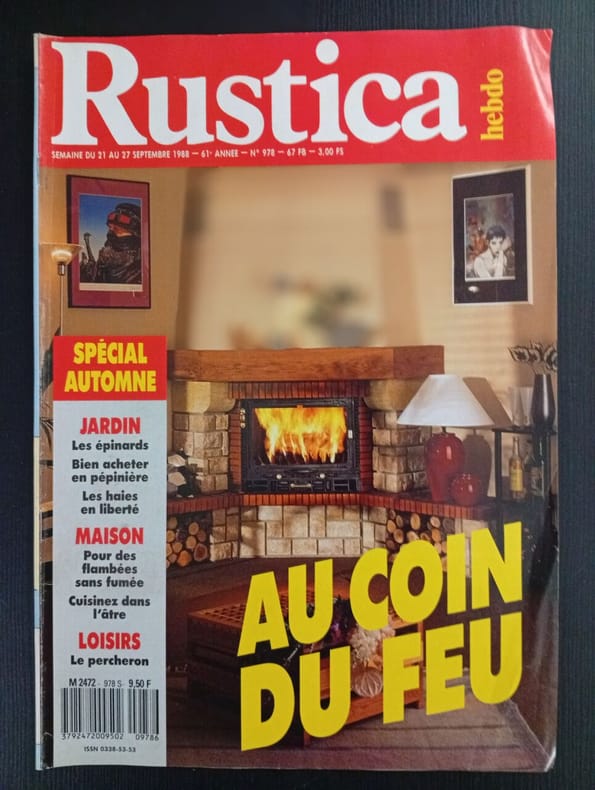 Rustica
hebdo
SEMAINE DU 21 AU 27 SEPTEMBRE 1988 — 61e ANNEE — N° 978 — 67 FB — 3,00 FS
SPÉCIAL
AUTOMNE
JARDIN
Les épinards
Bien acheter
en pépinière
Les haies
en liberté
MAISON
Pour des
flambées
sans fumée
Cuisinez dans
l'âtre
LOISIRS
Le percheron
M 2472 - 978 S - 9,50 F
3792472009502 09786
ISSN 0338-53-53
AU COIN
DU FEU